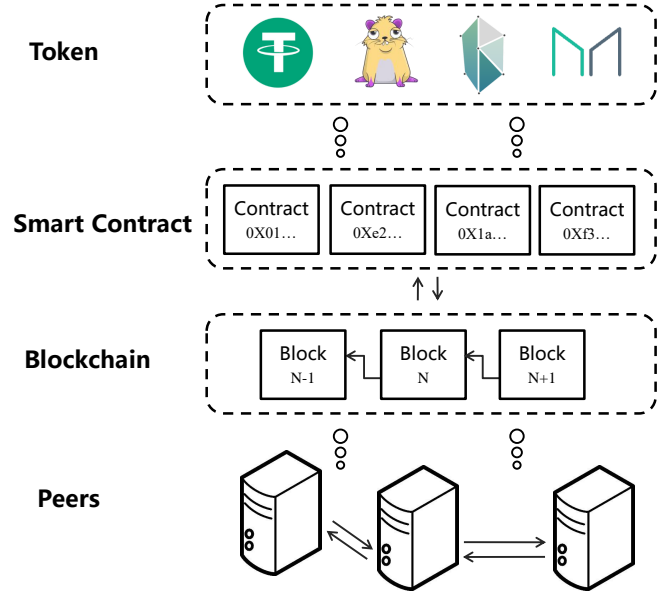 Token
Smart Contract
Contract
0X01...
Contract
0Xe2...
Contract
0X1a...
Contract
0Xf3...
Blockchain
Block
N-1
Block
N
Block
N+1
Peers